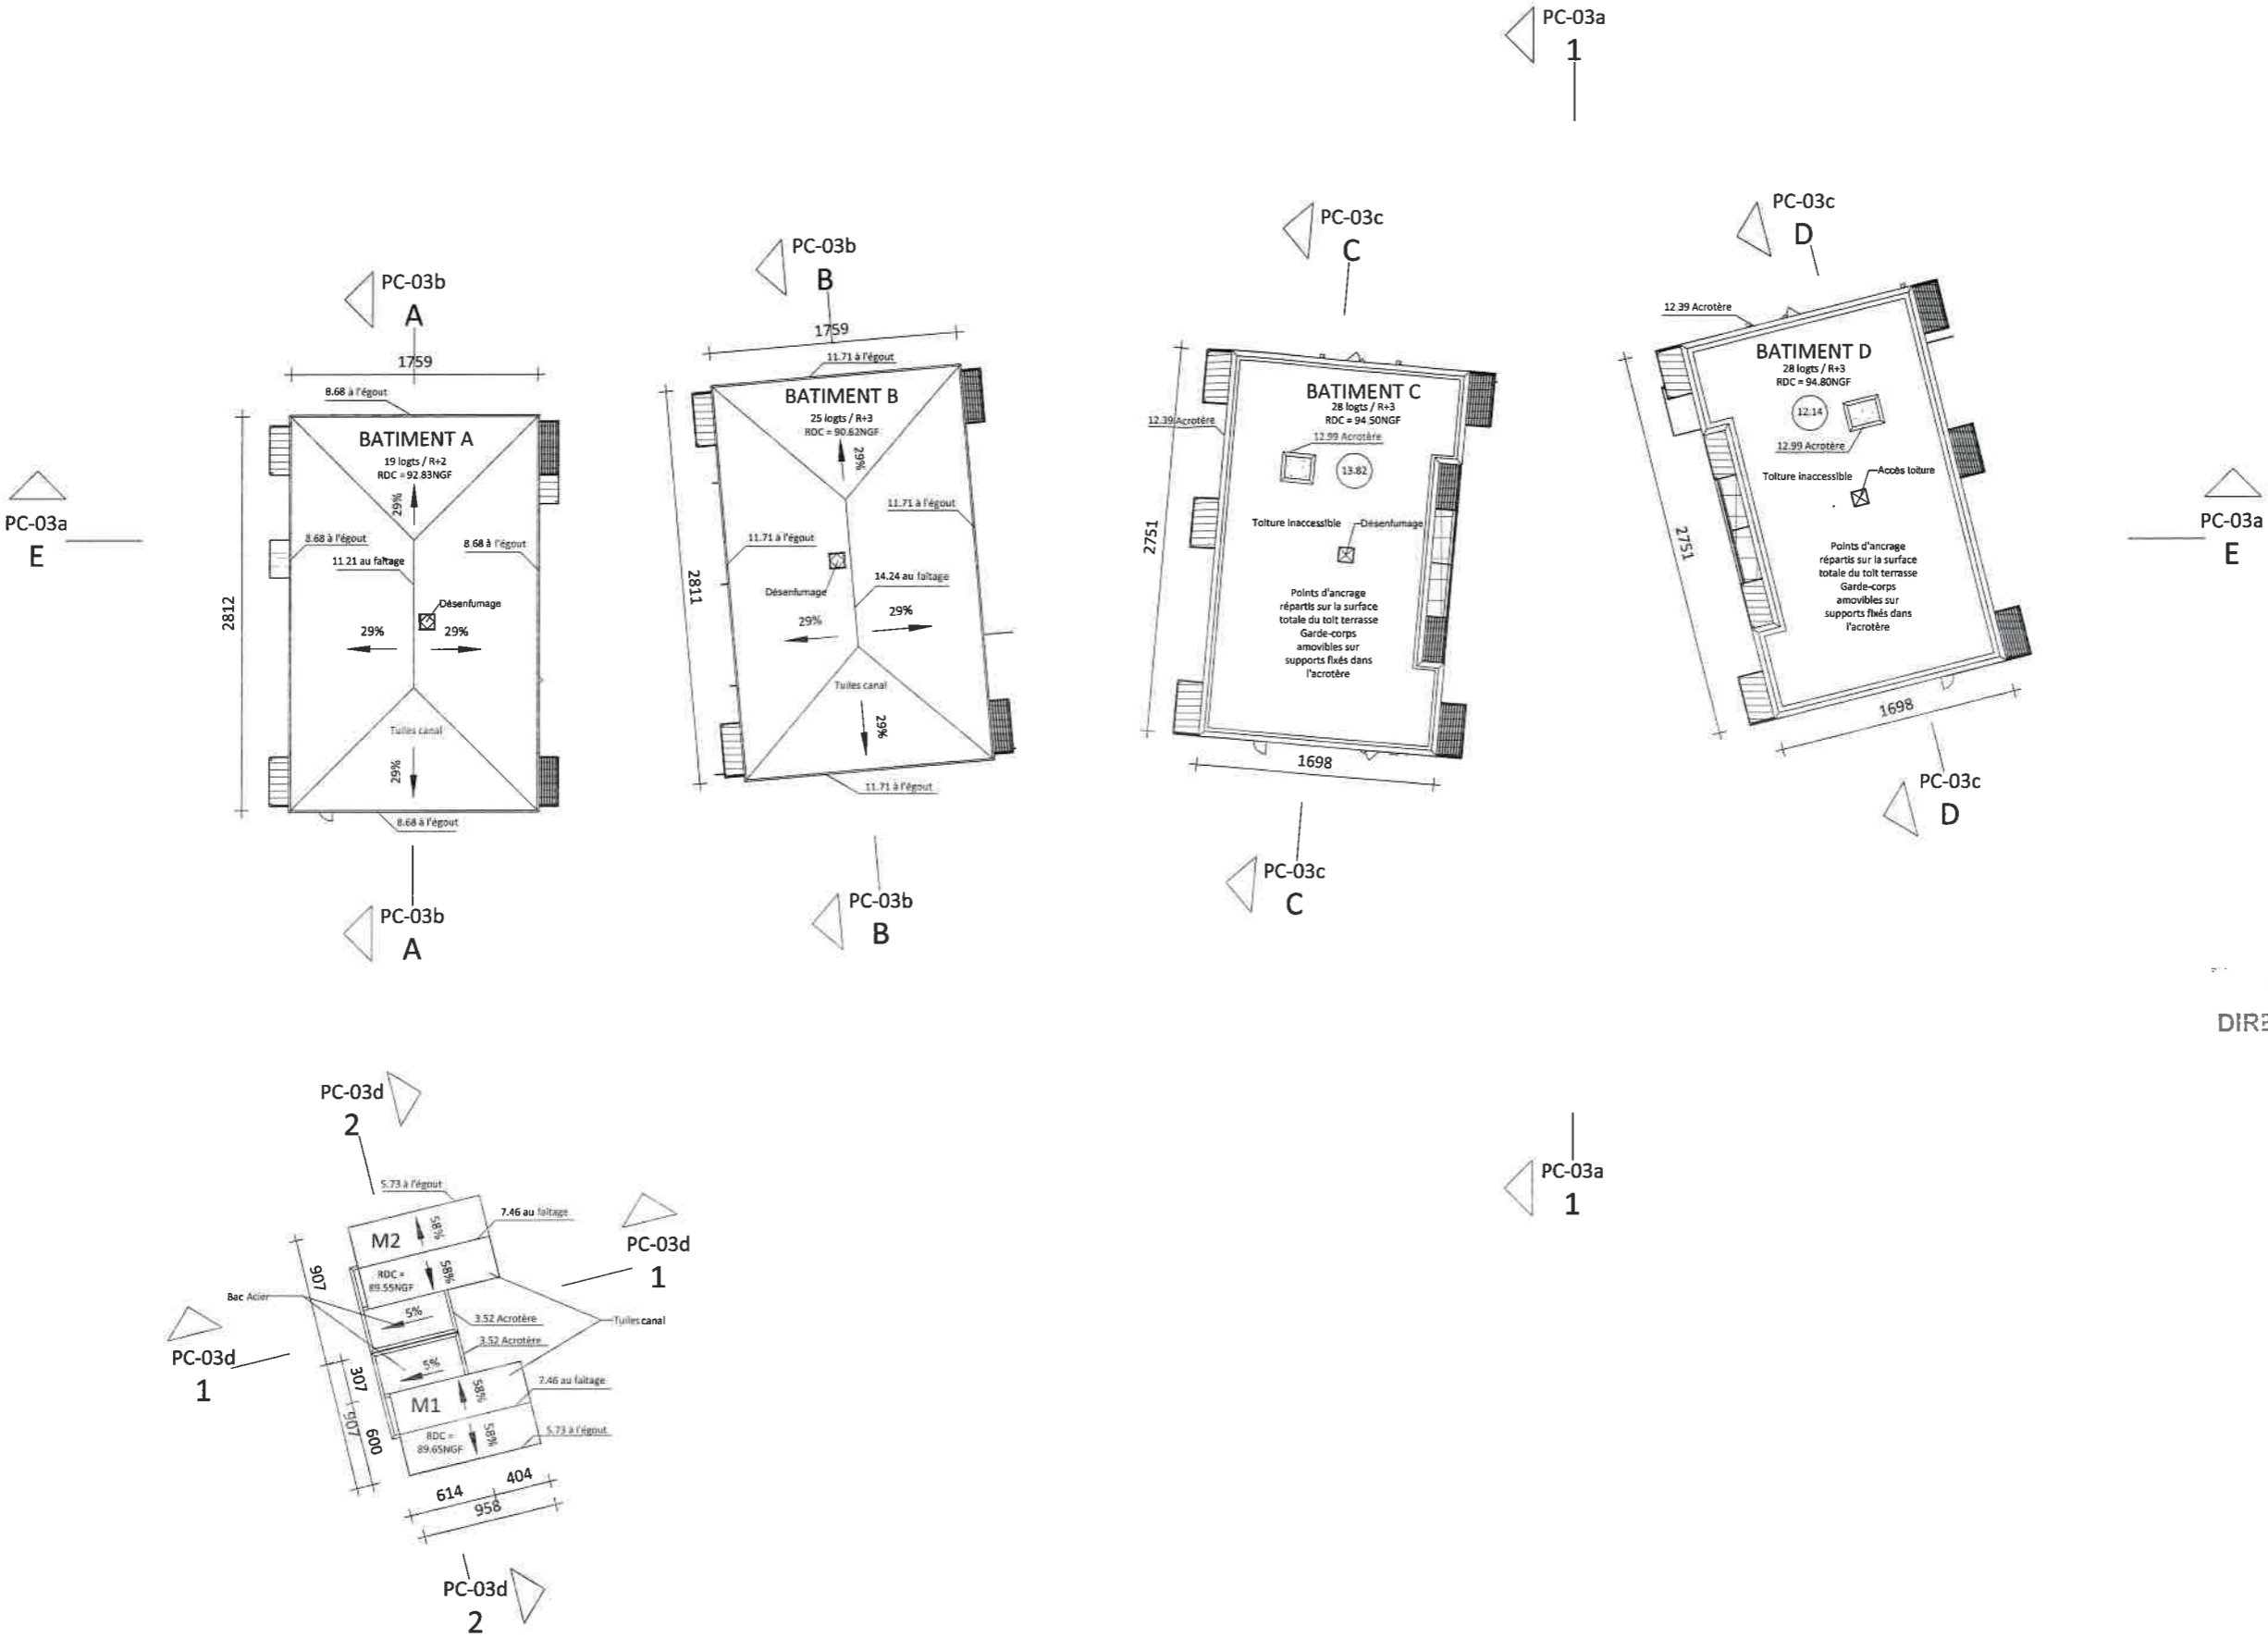 PC-03a
1
PC-03c
D
PC-03c
C
PC-03b
B
PC-03b
A
1759
8.68 à l'égout
BATIMENT A
19 logts / R+2
RDC = 92.83NGF
29%
8.68 à l'égout
8.68 à l'égout
11.21 au faîtage
Désenfumage
29%
29%
2812
Tuiles canal
29%
8.68 à l'égout
PC-03b
A
PC-03a
E
1759
11.71 à l'égout
BATIMENT B
25 logts / R+3
RDC = 90.62NGF
29%
11.71 à l'égout
11.71 à l'égout
14.24 au faîtage
Désenfumage
29%
29%
2811
Tuiles canal
29%
11.71 à l'égout
PC-03b
B
BATIMENT C
28 logts / R+3
RDC = 94.50NGF
12.39 Acrotère
12.99 Acrotère
13.82
Toiture inaccessible
Désenfumage
2751
Points d'ancrage
répartis sur la surface
totale du toit terrasse
Garde-corps
amovibles sur
supports fixés dans
l'acrotère
1698
PC-03c
C
12.39 Acrotère
BATIMENT D
28 logts / R+3
RDC = 94.80NGF
12.14
12.99 Acrotère
Toiture inaccessible
Accès toiture
2751
Points d'ancrage
répartis sur la surface
totale du toit terrasse
Garde-corps
amovibles sur
supports fixés dans
l'acrotère
1698
PC-03c
D
PC-03a
E
DIRE
PC-03d
2
5.73 à l'égout
7.46 au faîtage
58%
M2
PC-03d
1
58%
RDC =
89.55NGF
907
Bac Acier
5%
3.52 Acrotère
Tuiles canal
3.52 Acrotère
PC-03d
1
5%
307
58%
7.46 au faîtage
M1
907
600
RDC =
89.65NGF
58%
5.73 à l'égout
404
614
958
PC-03d
2
PC-03a
1